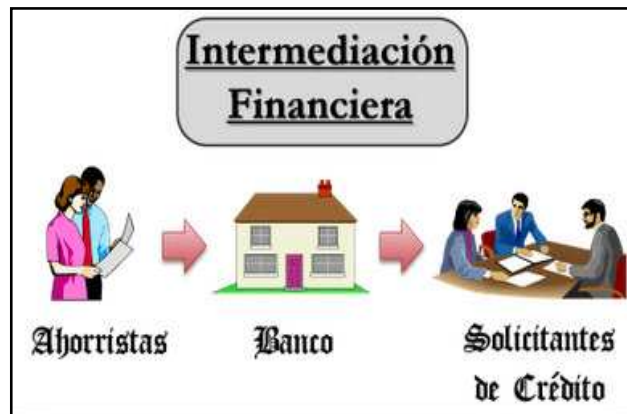 Intermediación
Financiera
Ahorristas
Banco
Solicitantes
de Crédito